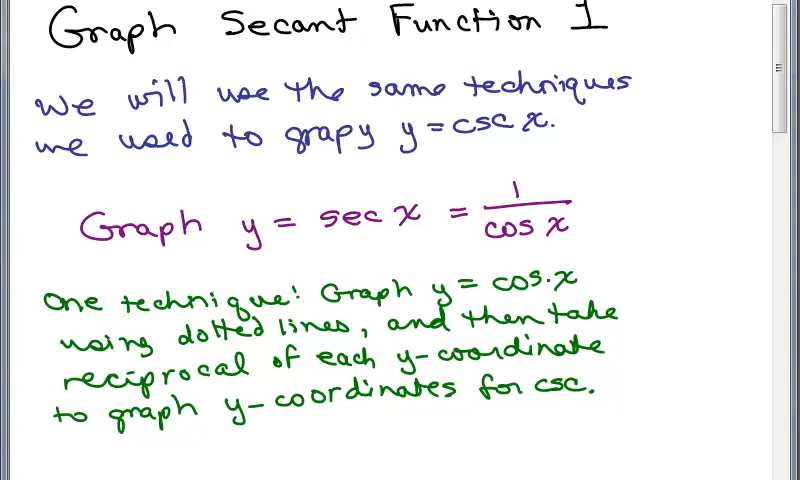 Graph Secant Function 1
We will use the same techniques
we used to grapy y = csc x.
Graph y = sec x = 1/cos x
One technique: Graph y = cos x
using dotted lines, and then take
reciprocal of each y-coordinate
to graph y-coordinates for csc.